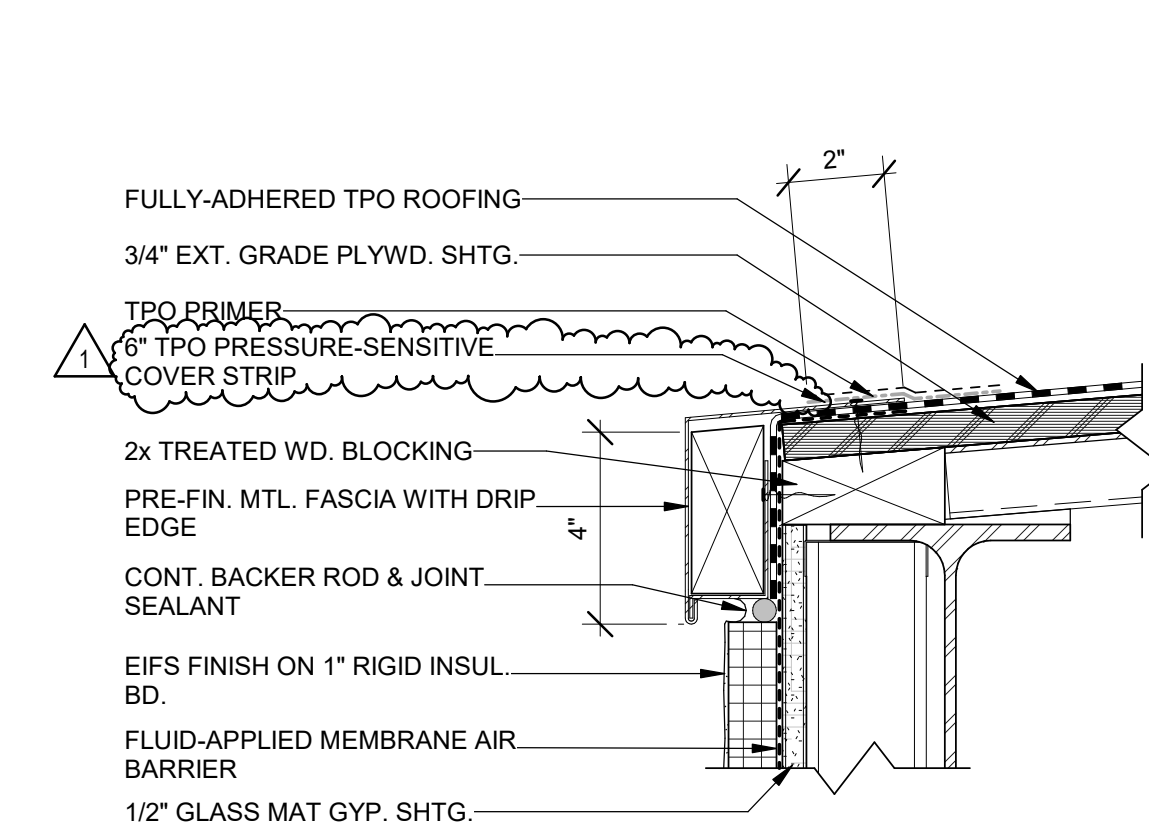 2"
FULLY-ADHERED TPO ROOFING
3/4" EXT. GRADE PLYWD. SHTG.
TPO PRIMER
1
6" TPO PRESSURE-SENSITIVE
COVER STRIP
2x TREATED WD. BLOCKING
PRE-FIN. MTL. FASCIA WITH DRIP
EDGE
4"
CONT. BACKER ROD & JOINT
SEALANT
EIFS FINISH ON 1" RIGID INSUL.
BD.
FLUID-APPLIED MEMBRANE AIR
BARRIER
1/2" GLASS MAT GYP. SHTG.